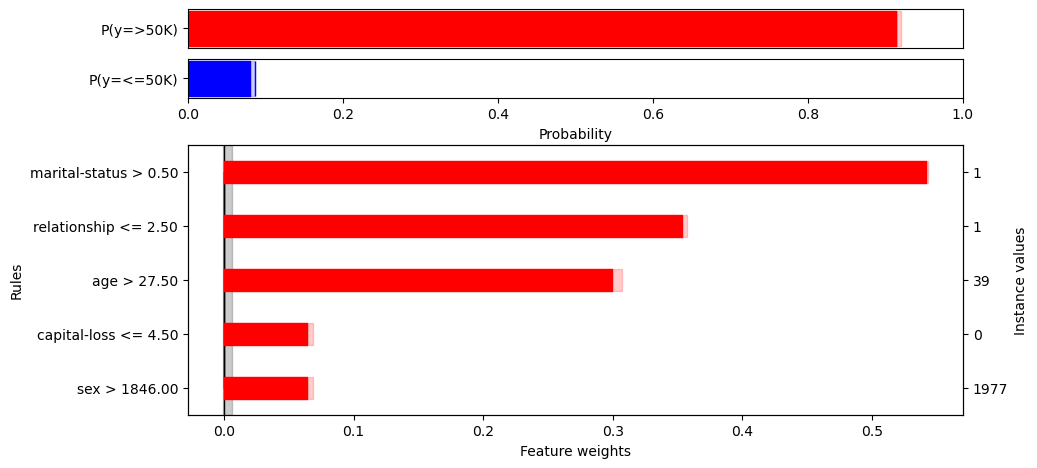 P(y=>50K)
P(y=<=50K)
0.0 0.2 0.4 0.6 0.8 1.0
Probability
marital-status > 0.50 1
relationship <= 2.50 1
age > 27.50 39
capital-loss <= 4.50 0
sex > 1846.00 1977
Rules
Instance values
0.0 0.1 0.2 0.3 0.4 0.5
Feature weights